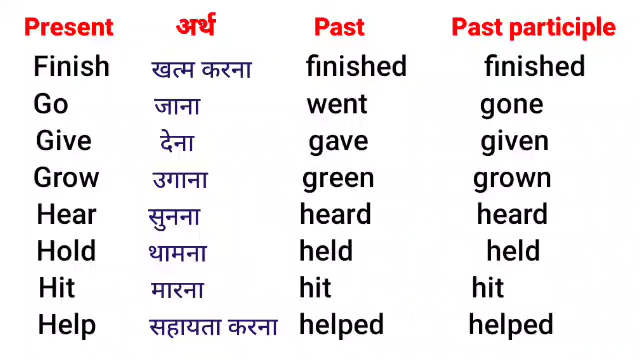 Present अर्थ Past Past participle
Finish खत्म करना finished finished
Go जाना went gone
Give देना gave given
Grow उगाना green grown
Hear सुनना heard heard
Hold थामना held held
Hit मारना hit hit
Help सहायता करना helped helped